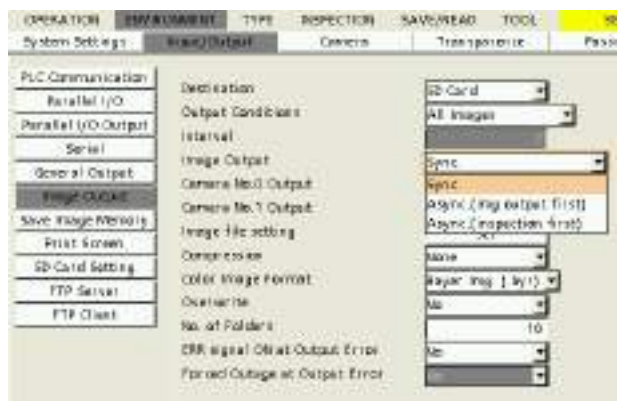 OPERATION ENVIRONMENT TYPE INSPECTION SAVE/READ TOOL
System Settings Input/Output Camera Transparence
PLC Communication
Parallel I/O
Parallel I/O Output
Serial
General Output
Image Output
Save Image Memory
Print Screen
SD Card Setting
FTP Server
FTP Client
Destination SD Card
Output Conditions All Images
Interval
Image Output Sync.
Sync.
Async.(Img output first)
Async.(Inspection first)
Camera No.0 Output
Camera No.1 Output
Image file setting
Compression None
Color Image Format Bayer Img (.byr)
Overwrite No
No. of Folders 10
ERR signal ON at Output Error No
Forced Outage at Output Error